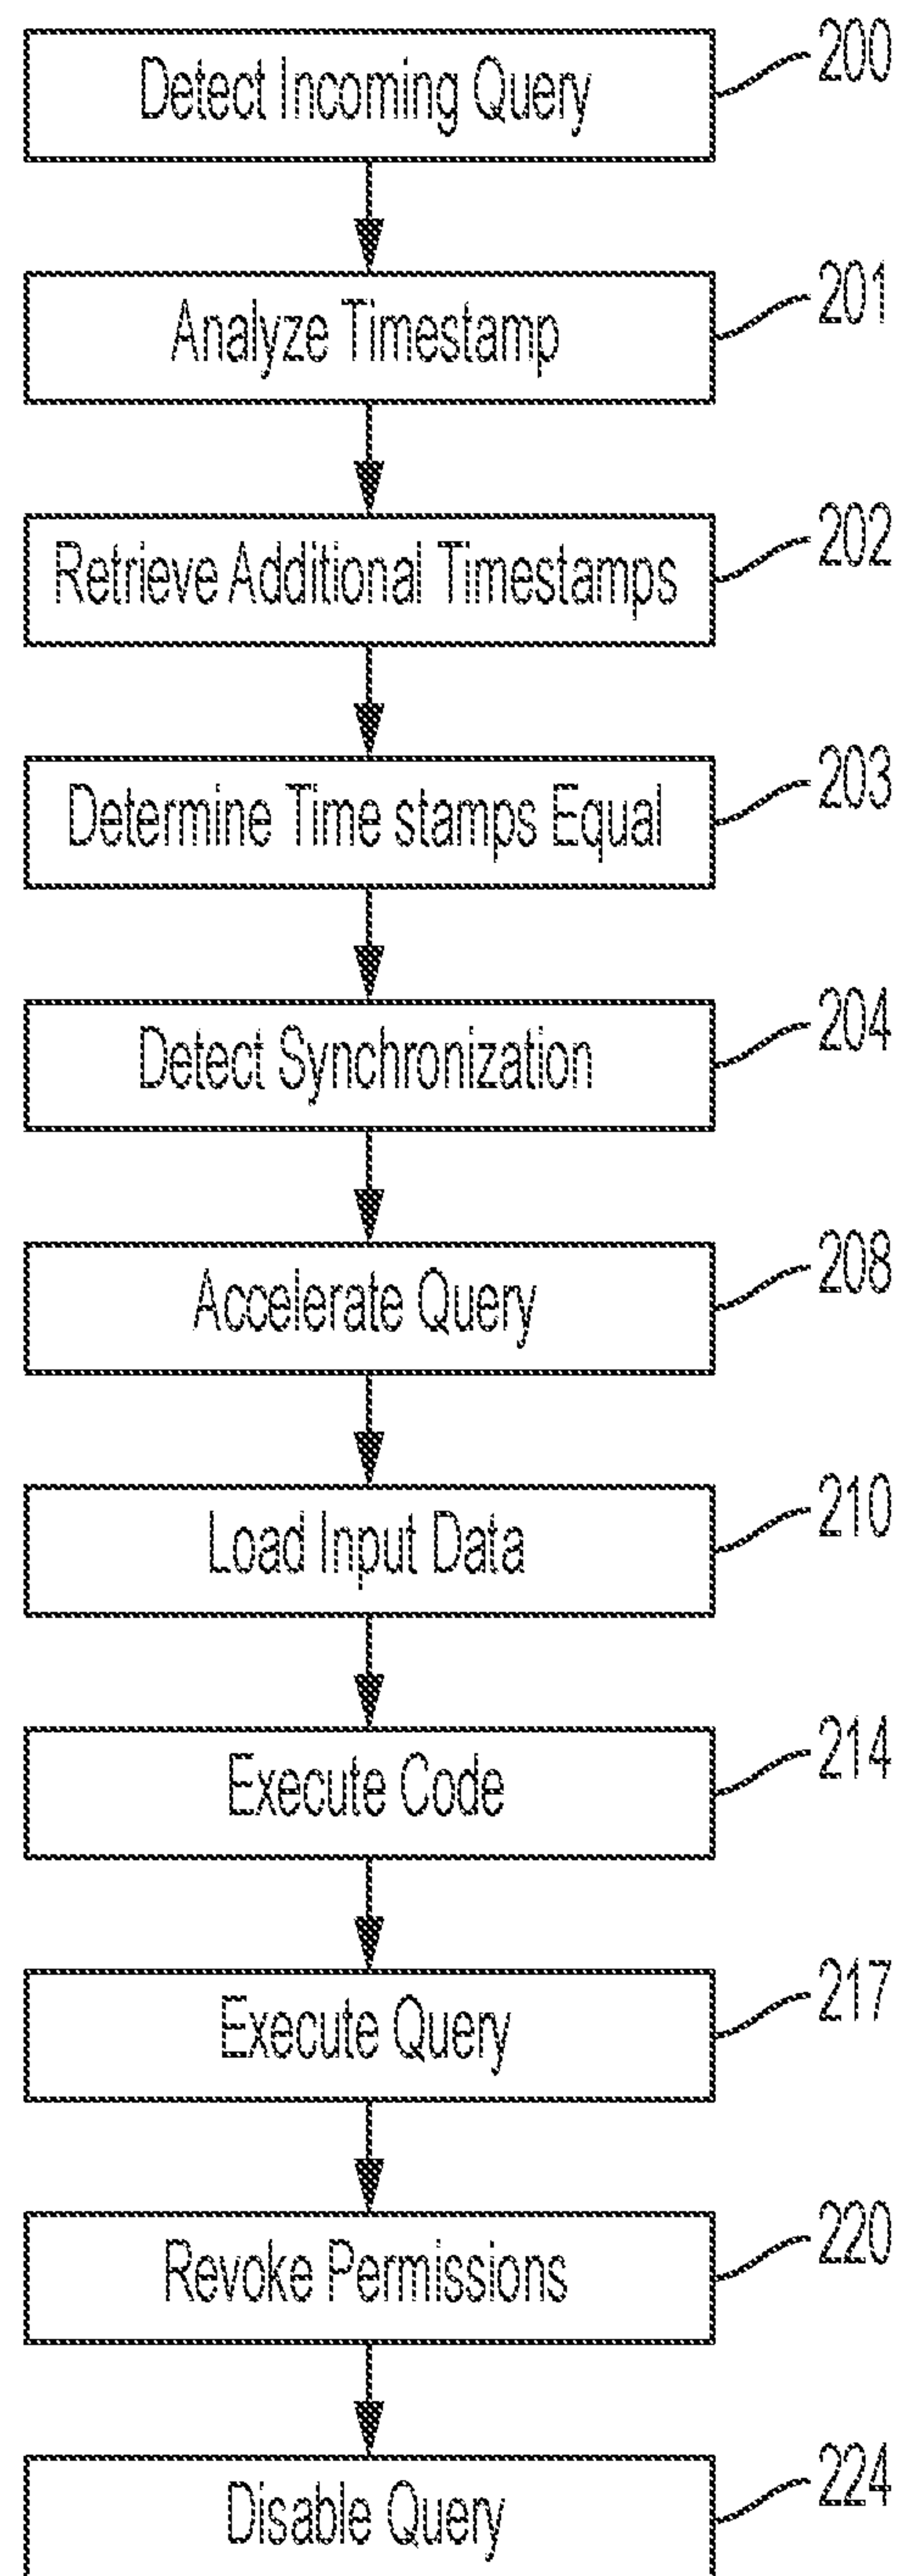 Detect Incoming Query 200
Analyze Timestamp 201
Retrieve Additional Timestamps 202
Determine Time stamps Equal 203
Detect Synchronization 204
Accelerate Query 208
Load Input Data 210
Execute Code 214
Execute Query 217
Revoke Permissions 220
Disable Query 224